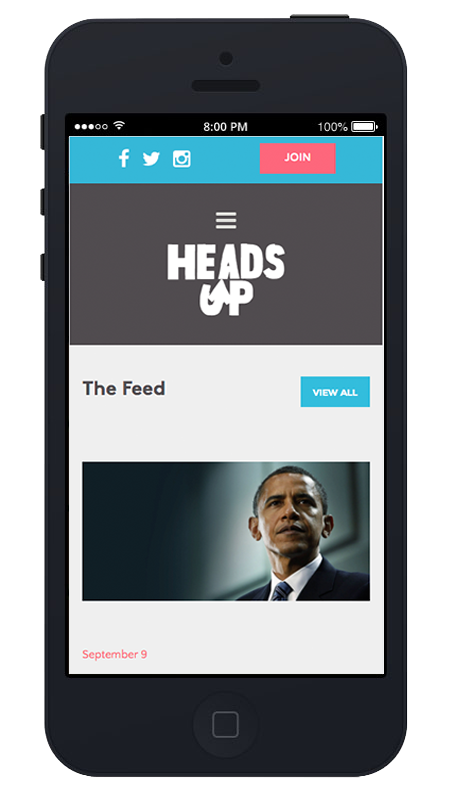 8:00 PM 100%
JOIN
HEADS
UP
The Feed
VIEW ALL
September 9